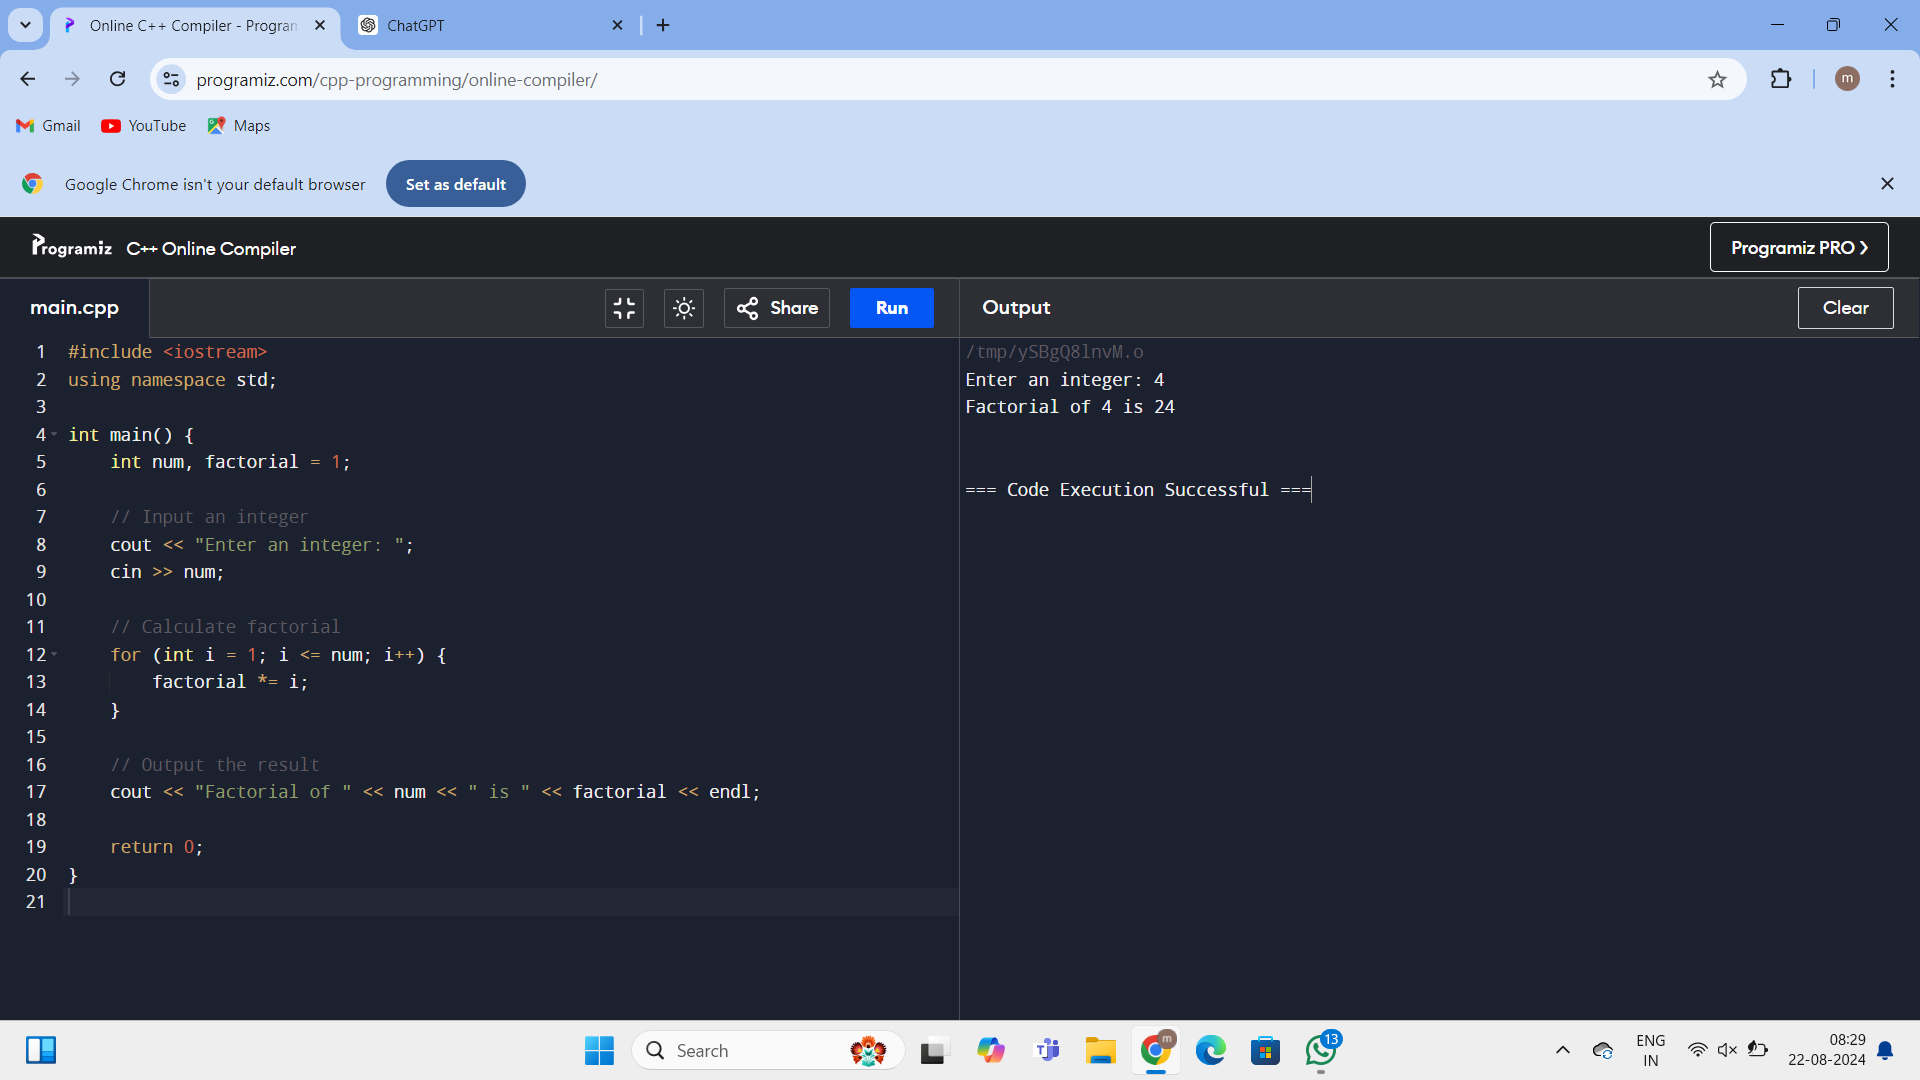 Online C++ Compiler - Program
ChatGPT
programiz.com/cpp-programming/online-compiler/
m
Gmail
YouTube
Maps
Google Chrome isn't your default browser
Set as default
Programiz
C++ Online Compiler
Programiz PRO
main.cpp
Share
Run
Output
Clear
1 #include <iostream>
2 using namespace std;
3
4 int main() {
5     int num, factorial = 1;
6
7     // Input an integer
8     cout << "Enter an integer: ";
9     cin >> num;
10
11     // Calculate factorial
12     for (int i = 1; i <= num; i++) {
13         factorial *= i;
14     }
15
16     // Output the result
17     cout << "Factorial of " << num << " is " << factorial << endl;
18
19     return 0;
20 }
21
/tmp/ySBgQ8lnvM.o
Enter an integer: 4
Factorial of 4 is 24
=== Code Execution Successful ===
Search
m
13
ENG
IN
08:29
22-08-2024